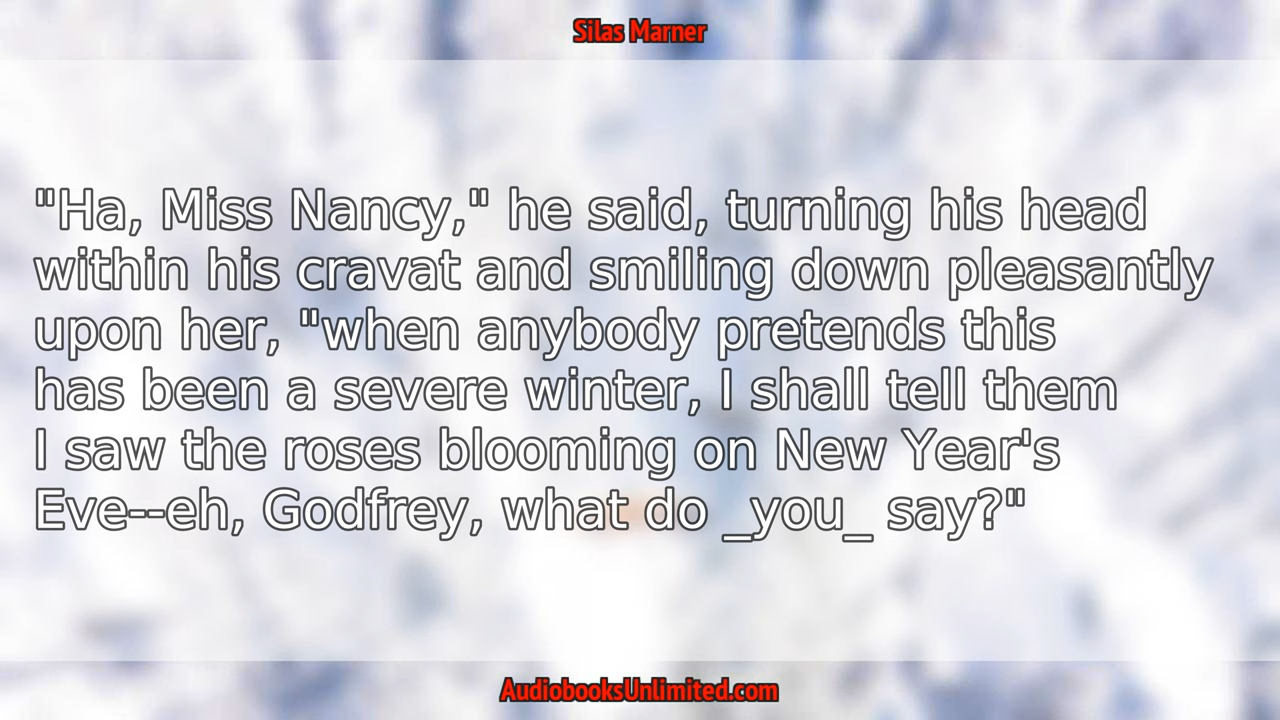 Silas Marner
"Ha, Miss Nancy," he said, turning his head
within his cravat and smiling down pleasantly
upon her, "when anybody pretends this
has been a severe winter, I shall tell them
I saw the roses blooming on New Year's
Eve--eh, Godfrey, what do _you_ say?"
AudiobooksUnlimited.com